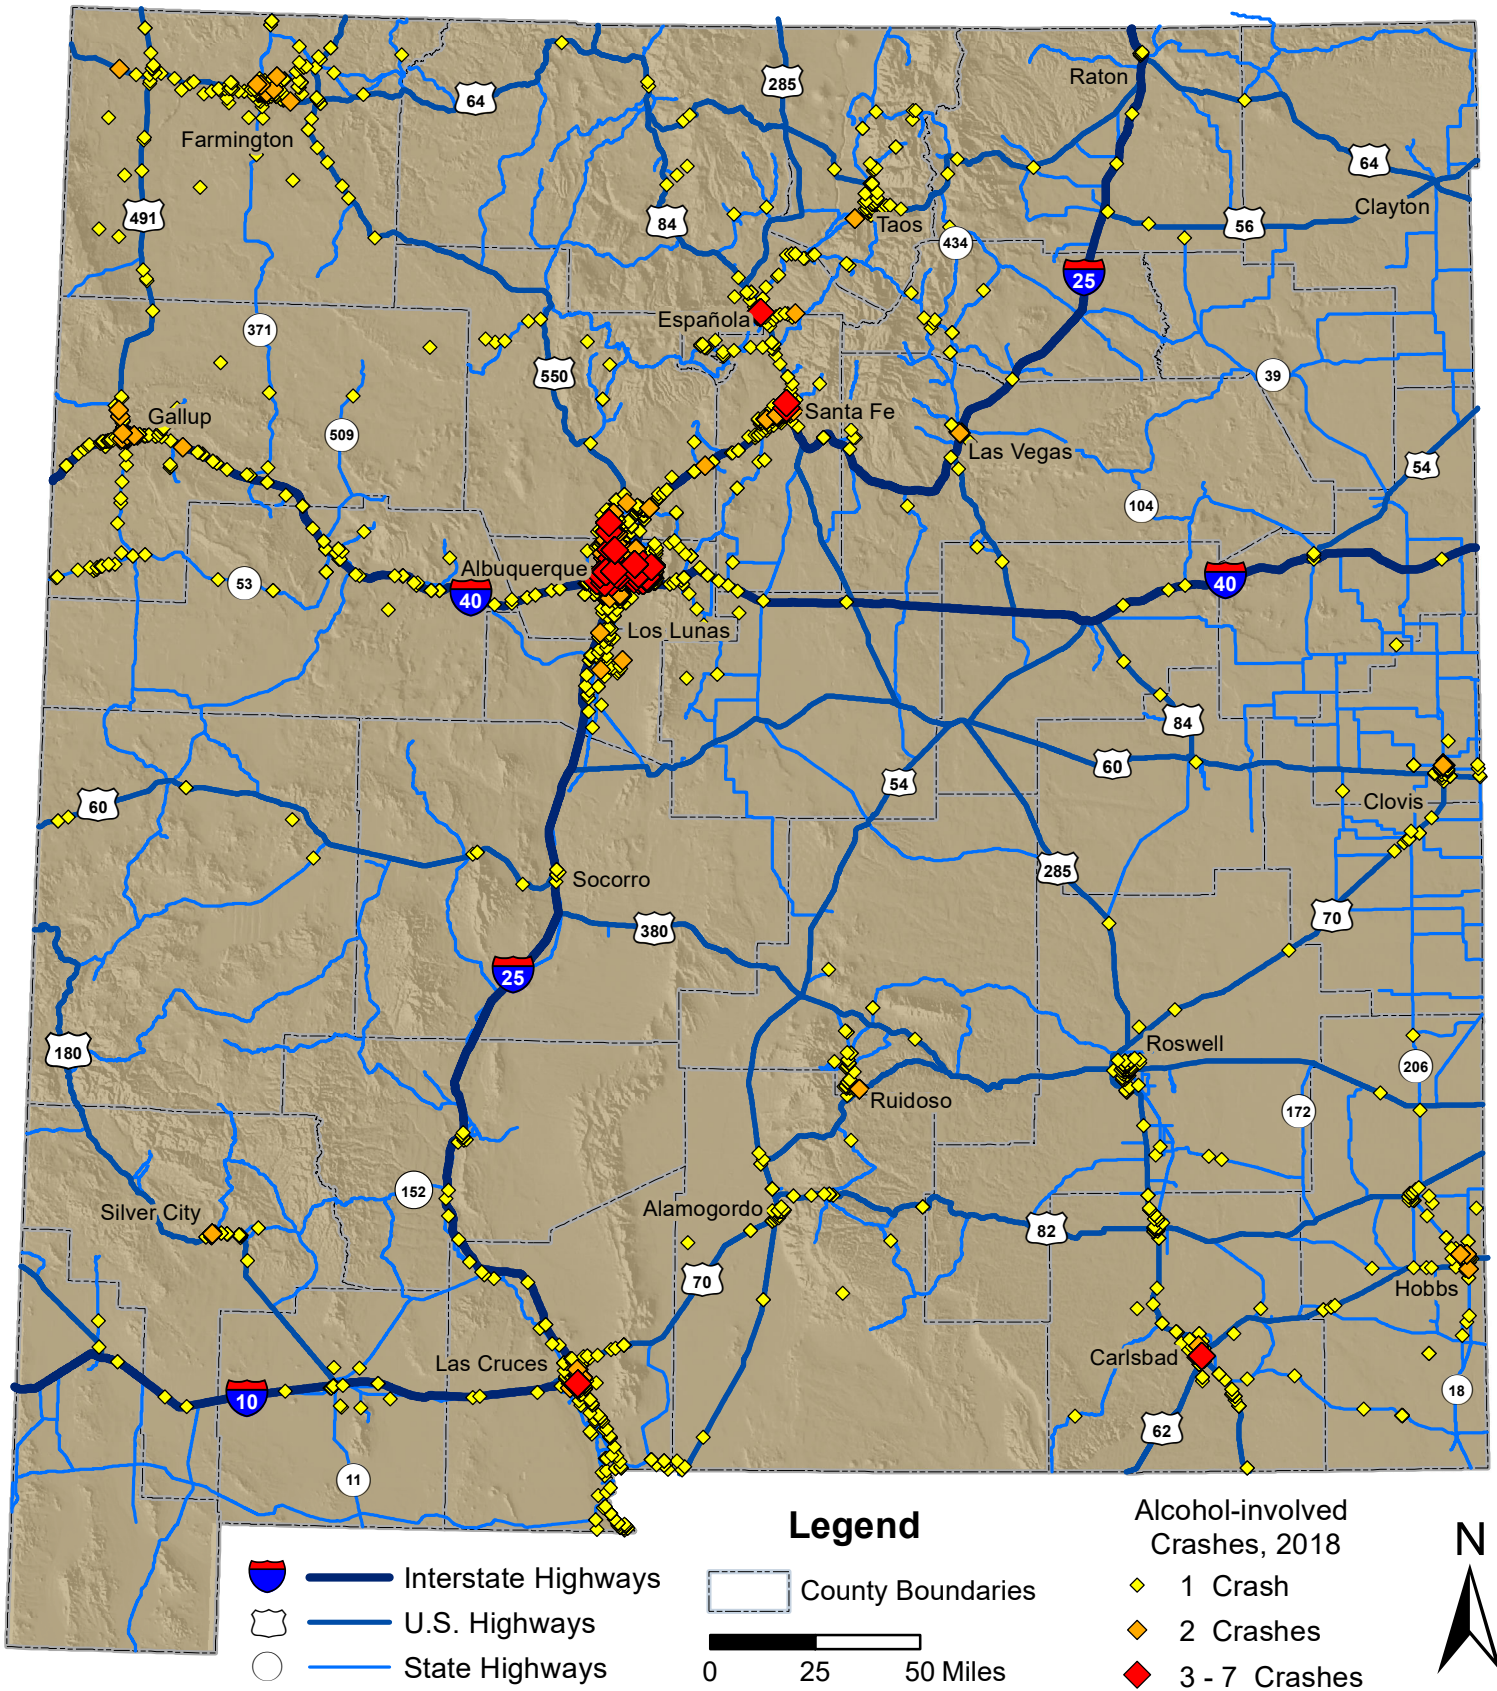 Raton
285
64
Farmington
64
Clayton
491
84
Taos
56
434
25
Española
371
550
39
Gallup
Santa Fe
509
Las Vegas
54
104
Albuquerque
53
40
40
Los Lunas
84
60
54
60
Clovis
285
Socorro
70
380
25
180
Roswell
206
Ruidoso
172
152
Silver City
Alamogordo
82
70
Hobbs
Las Cruces
Carlsbad
10
18
62
11
Legend
Interstate Highways
U.S. Highways
State Highways
County Boundaries
0 25 50 Miles
Alcohol-involved
Crashes, 2018
1 Crash
2 Crashes
3 - 7 Crashes
N